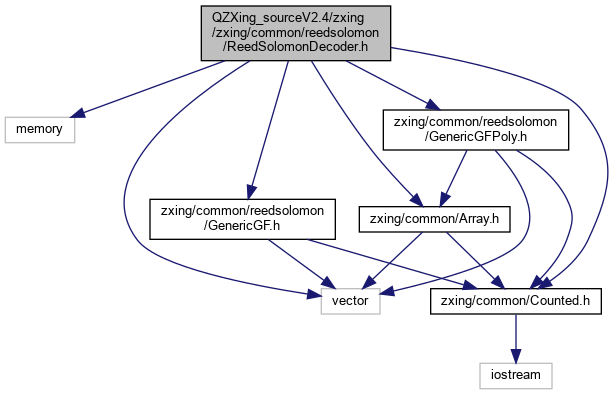 QZXing_sourceV2.4/zxing
/zxing/common/reedsolomon
/ReedSolomonDecoder.h
memory
zxing/common/reedsolomon
/GenericGFPoly.h
zxing/common/reedsolomon
/GenericGF.h
zxing/common/Array.h
vector
zxing/common/Counted.h
iostream